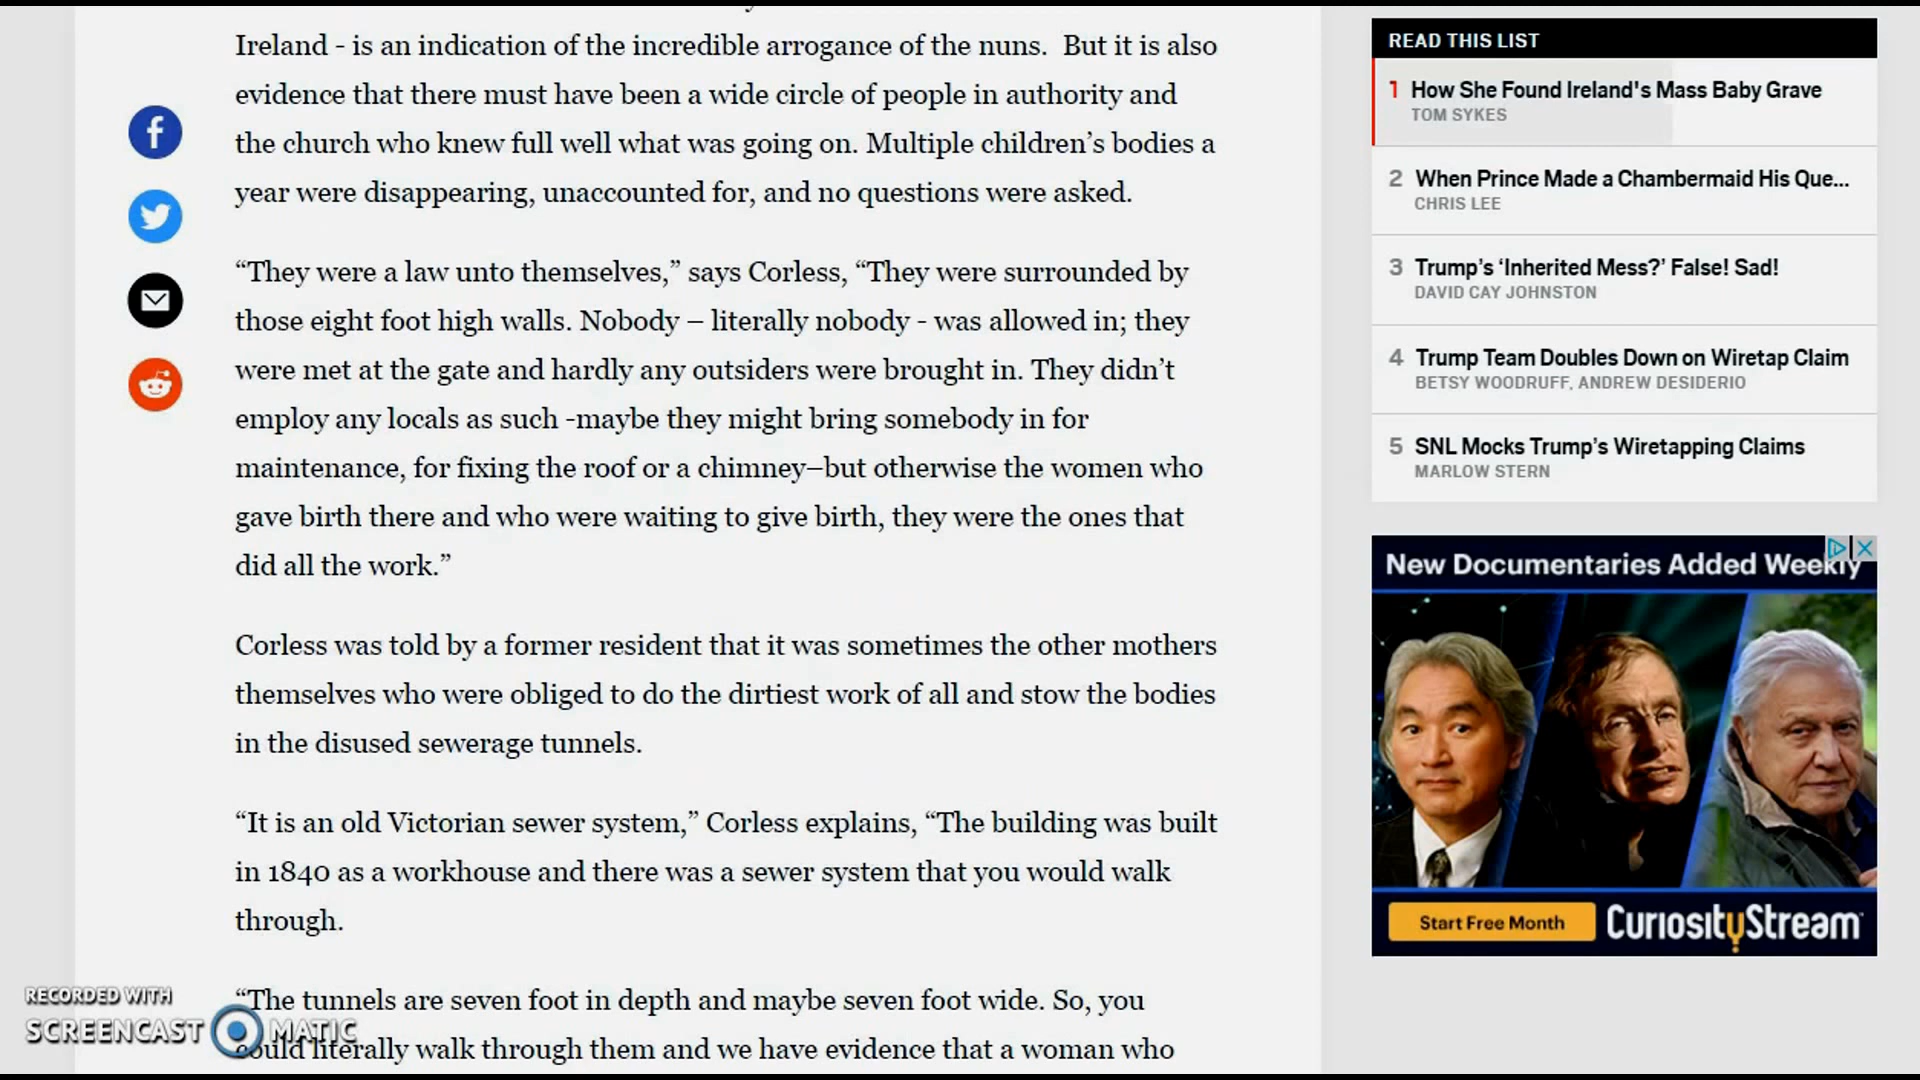 Ireland - is an indication of the incredible arrogance of the nuns.  But it is also
evidence that there must have been a wide circle of people in authority and
the church who knew full well what was going on. Multiple children’s bodies a
year were disappearing, unaccounted for, and no questions were asked.
“They were a law unto themselves,” says Corless, “They were surrounded by
those eight foot high walls. Nobody – literally nobody - was allowed in; they
were met at the gate and hardly any outsiders were brought in. They didn’t
employ any locals as such -maybe they might bring somebody in for
maintenance, for fixing the roof or a chimney–but otherwise the women who
gave birth there and who were waiting to give birth, they were the ones that
did all the work.”
Corless was told by a former resident that it was sometimes the other mothers
themselves who were obliged to do the dirtiest work of all and stow the bodies
in the disused sewerage tunnels.
“It is an old Victorian sewer system,” Corless explains, “The building was built
in 1840 as a workhouse and there was a sewer system that you would walk
through.
“The tunnels are seven foot in depth and maybe seven foot wide. So, you
could literally walk through them and we have evidence that a woman who
READ THIS LIST
1 How She Found Ireland's Mass Baby Grave
TOM SYKES
2 When Prince Made a Chambermaid His Que...
CHRIS LEE
3 Trump’s ‘Inherited Mess?’ False! Sad!
DAVID CAY JOHNSTON
4 Trump Team Doubles Down on Wiretap Claim
BETSY WOODRUFF, ANDREW DESIDERIO
5 SNL Mocks Trump’s Wiretapping Claims
MARLOW STERN
New Documentaries Added Weekly
Start Free Month
CuriosityStream
RECORDED WITH
SCREENCAST MATIC